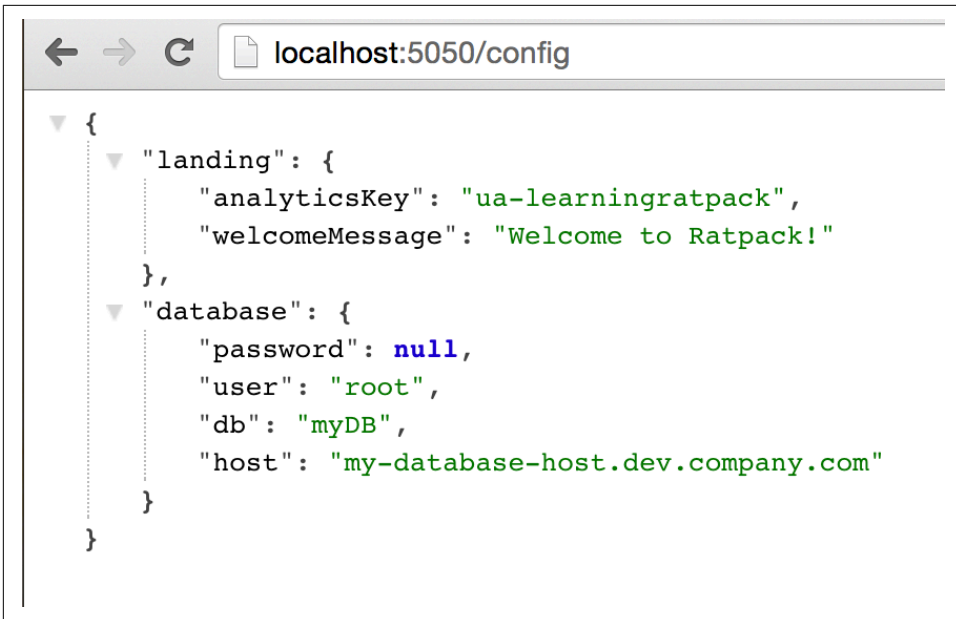 localhost:5050/config
{
"landing": {
"analyticsKey": "ua-learningratpack",
"welcomeMessage": "Welcome to Ratpack!"
},
"database": {
"password": null,
"user": "root",
"db": "myDB",
"host": "my-database-host.dev.company.com"
}
}